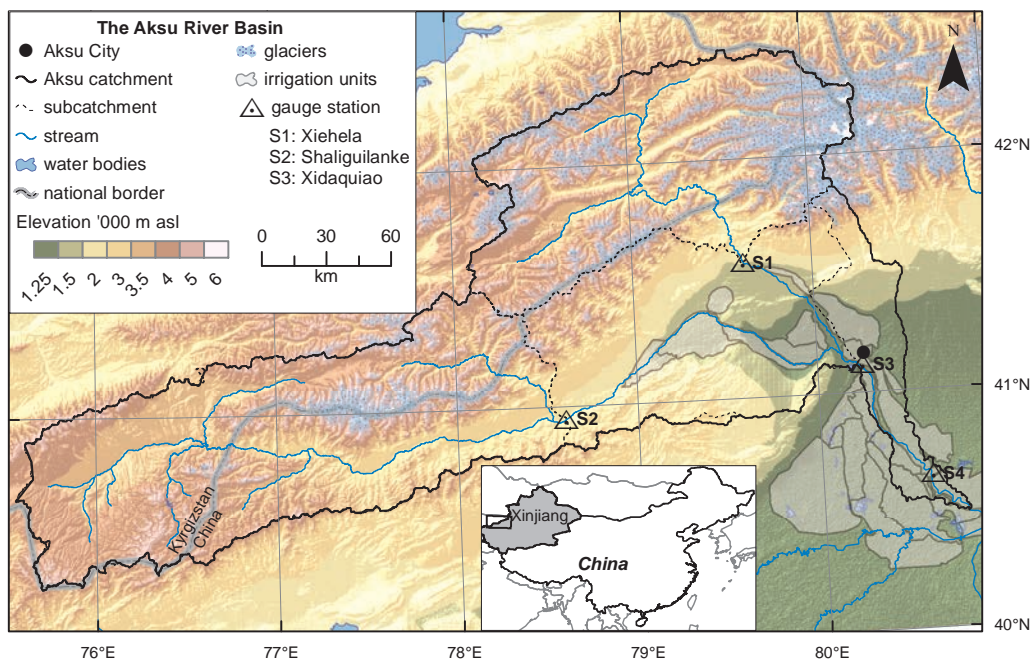 The Aksu River Basin
Aksu City
Aksu catchment
subcatchment
stream
water bodies
national border
glaciers
irrigation units
gauge station
S1: Xiehela
S2: Shaliguilanke
S3: Xidaquiao
Elevation '000 m asl
1.25 1.5 2 3 3.5 4 5 6
0 30 60
km
N
42°N
S1
S3
41°N
S2
S4
Kyrgizstan
China
Xinjiang
China
40°N
76°E 77°E 78°E 79°E 80°E